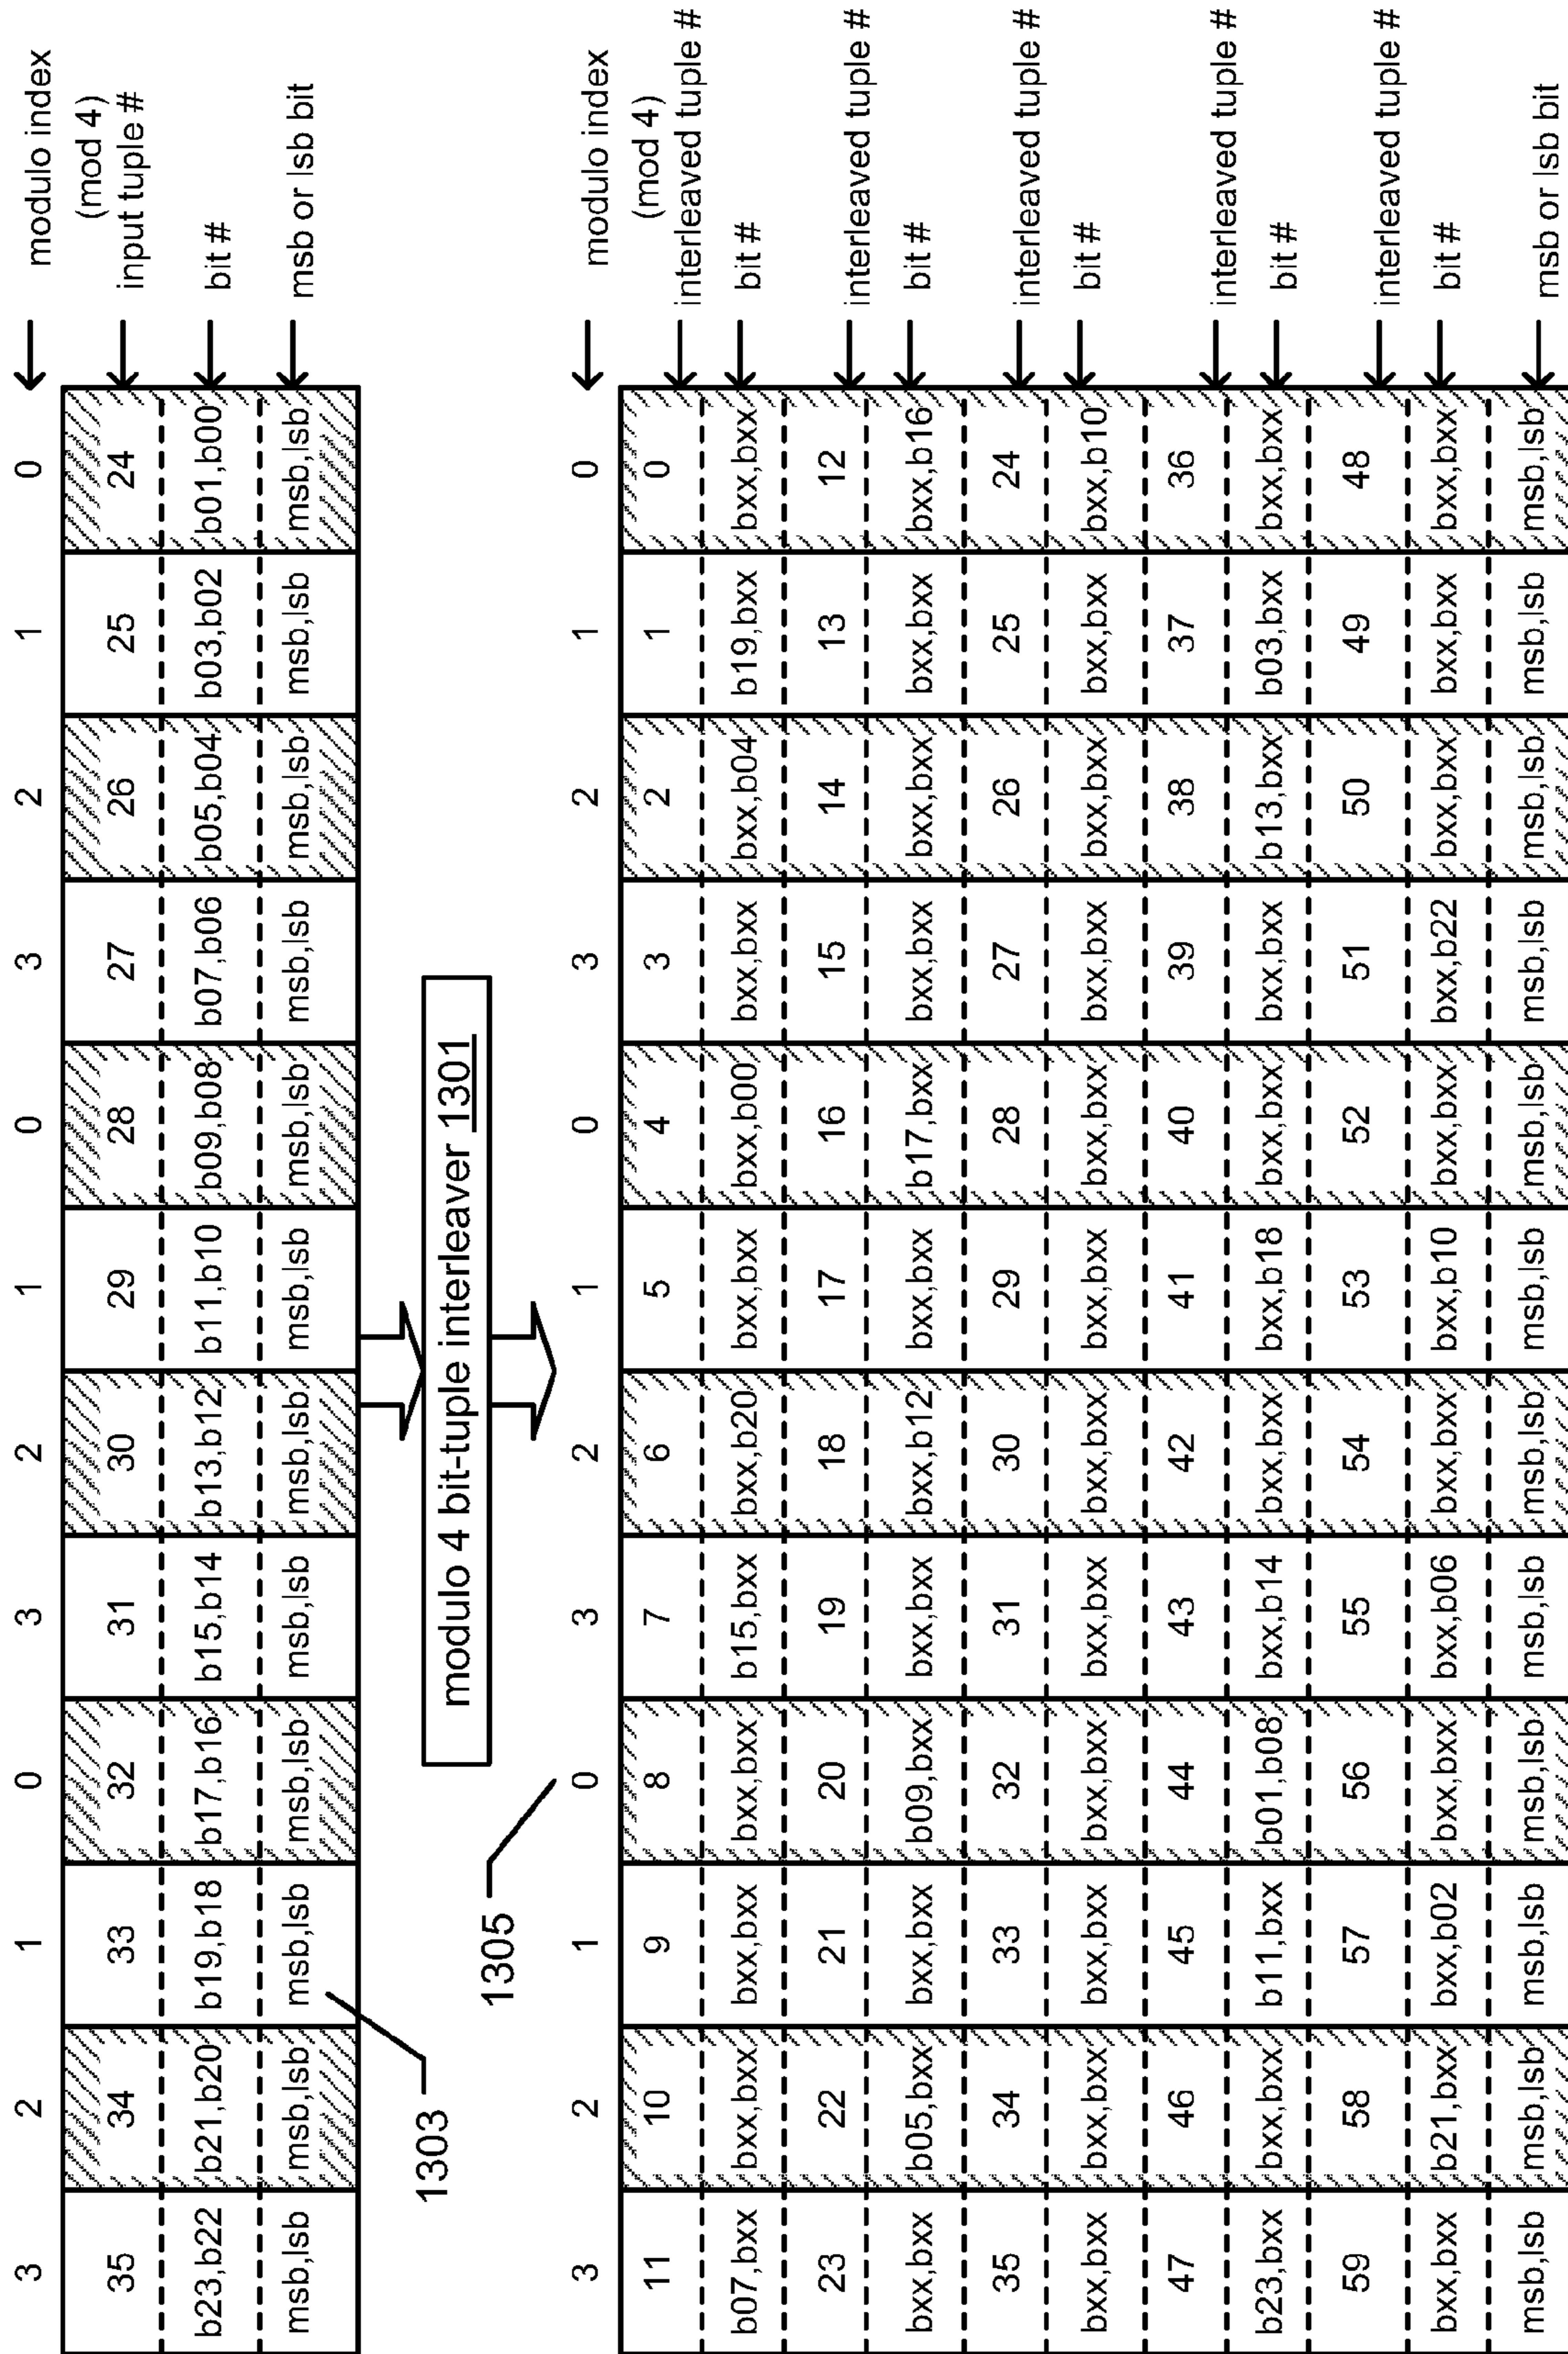 3 2 1 0 3 2 1 0 3 2 1 0 modulo index
(mod 4)
35 34 33 32 31 30 29 28 27 26 25 24 input tuple #
b23,b22 b21,b20 b19,b18 b17,b16 b15,b14 b13,b12 b11,b10 b09,b08 b07,b06 b05,b04 b03,b02 b01,b00 bit #
msb,lsb msb,lsb msb,lsb msb,lsb msb,lsb msb,lsb msb,lsb msb,lsb msb,lsb msb,lsb msb,lsb msb,lsb msb or lsb bit
1303
modulo 4 bit-tuple interleaver 1301
1305
3 2 1 0 3 2 1 0 3 2 1 0 modulo index
(mod 4)
11 10 9 8 7 6 5 4 3 2 1 0 interleaved tuple #
b07,bxx bxx,bxx bxx,bxx bxx,bxx b15,bxx bxx,b20 bxx,bxx bxx,b00 bxx,bxx bxx,b04 b19,bxx bxx,bxx bit #
23 22 21 20 19 18 17 16 15 14 13 12 interleaved tuple #
bxx,bxx b05,bxx bxx,bxx b09,bxx bxx,bxx bxx,b12 bxx,bxx b17,bxx bxx,bxx bxx,bxx bxx,bxx bxx,b16 bit #
35 34 33 32 31 30 29 28 27 26 25 24 interleaved tuple #
bxx,bxx bxx,bxx bxx,bxx bxx,bxx bxx,bxx bxx,bxx bxx,bxx bxx,bxx bxx,bxx bxx,bxx bxx,bxx bxx,b10 bit #
47 46 45 44 43 42 41 40 39 38 37 36 interleaved tuple #
b23,bxx bxx,bxx b11,bxx b01,b08 bxx,b14 bxx,bxx bxx,b18 bxx,bxx bxx,bxx b13,bxx b03,bxx bxx,bxx bit #
59 58 57 56 55 54 53 52 51 50 49 48 interleaved tuple #
bxx,bxx b21,bxx bxx,b02 bxx,bxx bxx,b06 bxx,bxx bxx,b10 bxx,bxx bxx,b22 bxx,bxx bxx,bxx bxx,bxx bit #
msb,lsb msb,lsb msb,lsb msb,lsb msb,lsb msb,lsb msb,lsb msb,lsb msb,lsb msb,lsb msb,lsb msb,lsb msb or lsb bit